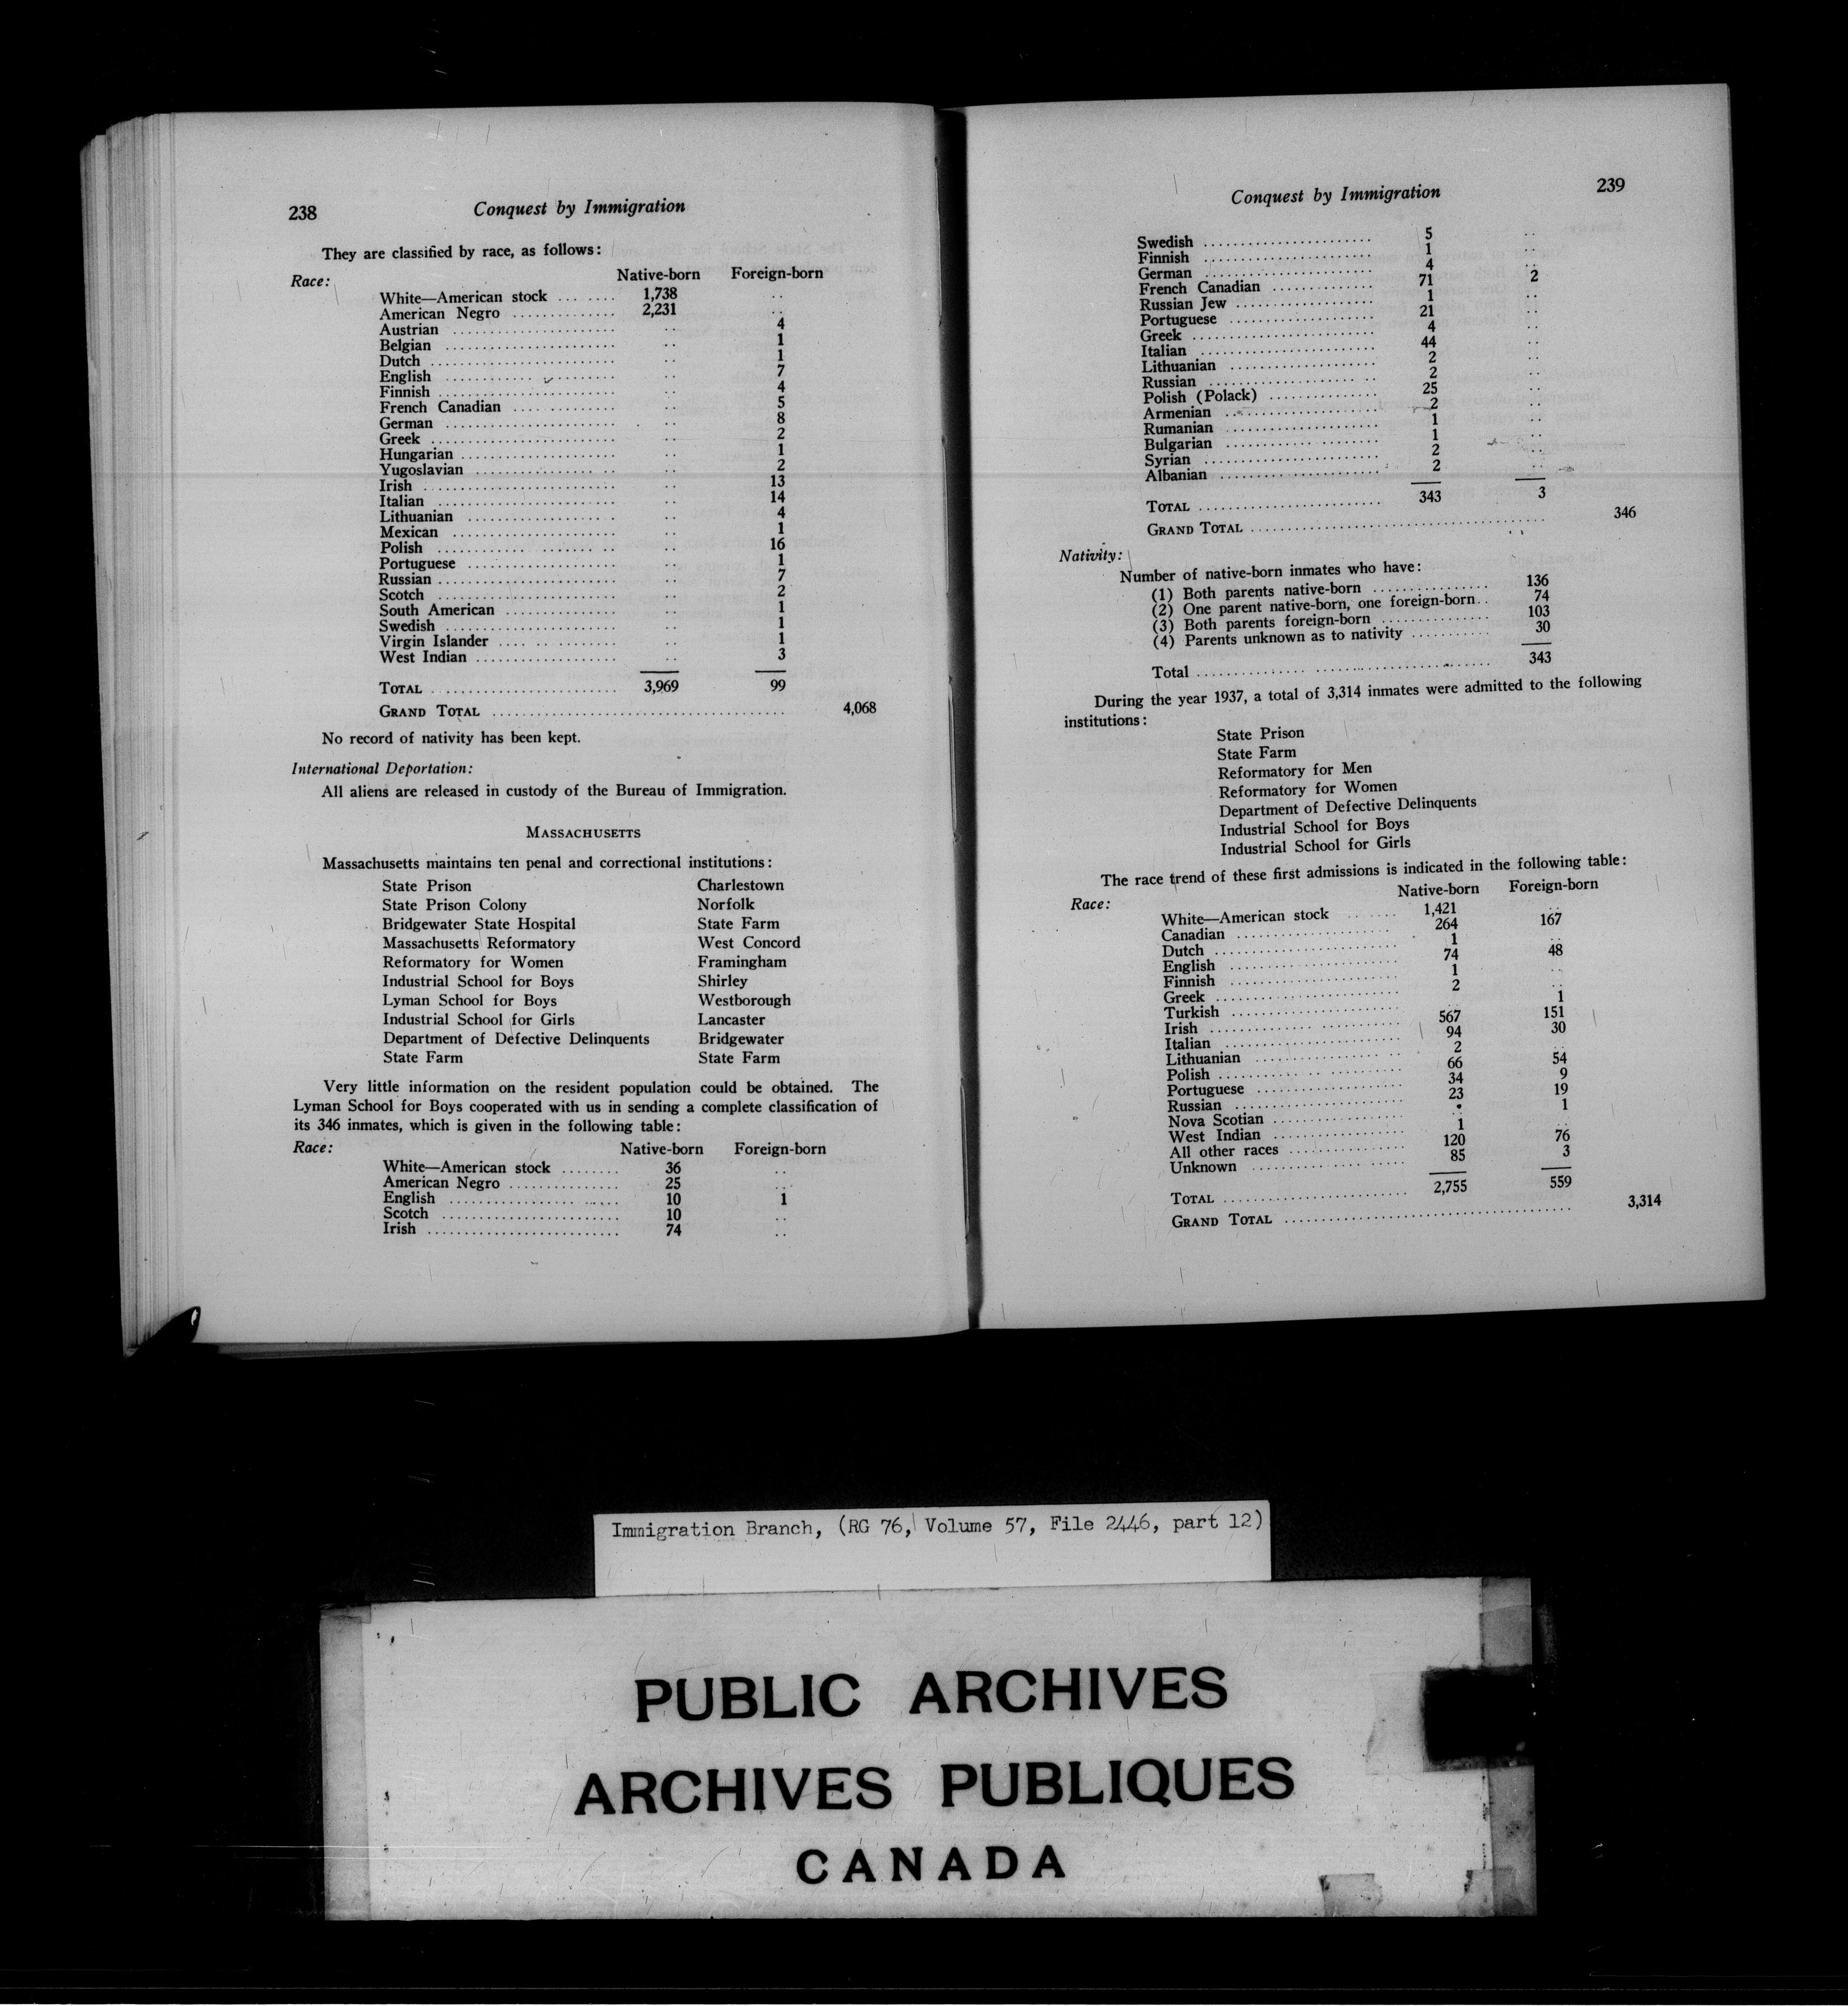 238
Conquest by Immigration
They are classified by race, as follows:
Race: Native-born Foreign-born
White—American stock ........ 1,738 ..
American Negro .............. 2,231 ..
Austrian ...................... .. 4
Belgian ....................... .. 1
Dutch ......................... .. 1
English ....................... .. 7
Finnish ........................ .. 4
French Canadian .............. .. 5
German ....................... .. 8
Greek ......................... .. 2
Hungarian ..................... .. 1
Yugoslavian ................... .. 2
Irish .......................... .. 13
Italian ........................ .. 14
Lithuanian .................... .. 4
Mexican ...................... .. 1
Polish ........................ .. 16
Portuguese .................... .. 1
Russian ........................ .. 7
Scotch ........................ .. 2
South American ............... .. 1
Swedish ....................... .. 1
Virgin Islander ................ .. 1
West Indian ................... .. 3
TOTAL ......................... 3,969 99
GRAND TOTAL ....................................... 4,068
No record of nativity has been kept.
International Deportation:
All aliens are released in custody of the Bureau of Immigration.
MASSACHUSETTS
Massachusetts maintains ten penal and correctional institutions:
State Prison Charlestown
State Prison Colony Norfolk
Bridgewater State Hospital State Farm
Massachusetts Reformatory West Concord
Reformatory for Women Framingham
Industrial School for Boys Shirley
Lyman School for Boys Westborough
Industrial School for Girls Lancaster
Department of Defective Delinquents Bridgewater
State Farm State Farm
Very little information on the resident population could be obtained. The
Lyman School for Boys cooperated with us in sending a complete classification of
its 346 inmates, which is given in the following table:
Race: Native-born Foreign-born
White—American stock ........ 36 ..
American Negro ............... 25 ..
English ....................... 10 1
Scotch ........................ 10 ..
Irish .......................... 74 ..
Conquest by Immigration
239
Swedish ....................... 5 ..
Finnish ....................... 1 ..
German ....................... 4 ..
French Canadian .............. 71 2
Russian Jew ................... 1 ..
Portuguese .................... 21 ..
Greek ......................... 4 ..
Italian ........................ 44 ..
Lithuanian .................... 2 ..
Russian ....................... 2 ..
Polish (Polack) ............... 25 ..
Armenian ..................... 2 ..
Rumanian ..................... 1 ..
Bulgarian ..................... 1 ..
Syrian ........................ 2 ..
Albanian ...................... 2 ..
TOTAL ......................... 343 3
GRAND TOTAL ........................................ 346
Nativity:
Number of native-born inmates who have:
(1) Both parents native-born ................ 136
(2) One parent native-born, one foreign-born.. 74
(3) Both parents foreign-born ............... 103
(4) Parents unknown as to nativity ........... 30
Total ........................................ 343
During the year 1937, a total of 3,314 inmates were admitted to the following
institutions:
State Prison
State Farm
Reformatory for Men
Reformatory for Women
Department of Defective Delinquents
Industrial School for Boys
Industrial School for Girls
The race trend of these first admissions is indicated in the following table:
Race: Native-born Foreign-born
White—American stock ....... 1,421 ..
Canadian ..................... 264 167
Dutch ......................... 1 ..
English ....................... 74 48
Finnish ....................... 1 ..
Greek ......................... 2 ..
Turkish ....................... .. 1
Irish .......................... 567 151
Italian ........................ 94 30
Lithuanian .................... 2 ..
Polish ......................... 66 54
Portuguese .................... 34 9
Russian ....................... 23 19
Nova Scotian .................. .. 1
West Indian .................. 1 ..
All other races ................ 120 76
Unknown ..................... 85 3
TOTAL ......................... 2,755 559
GRAND TOTAL ....................................... 3,314
Immigration Branch, (RG 76, Volume 57, File 2446, part 12)
PUBLIC ARCHIVES
ARCHIVES PUBLIQUES
CANADA